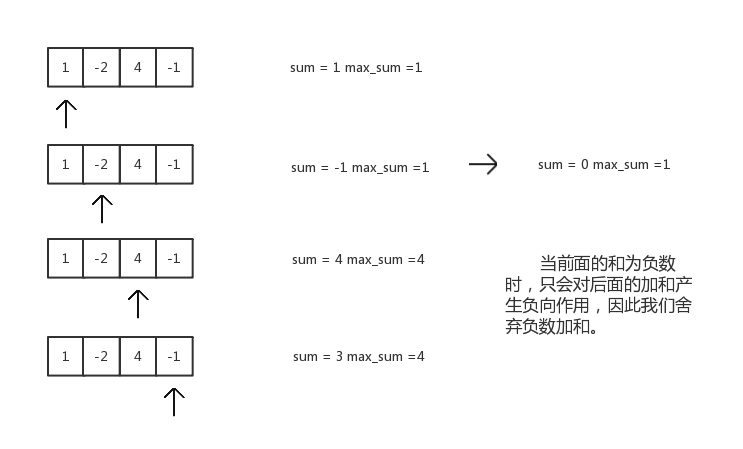 1 -2 4 -1 sum = 1 max_sum =1
1 -2 4 -1 sum = -1 max_sum =1 sum = 0 max_sum =1
1 -2 4 -1 sum = 4 max_sum =4
当前面的和为负数
时，只会对后面的加和产
生负向作用，因此我们舍
弃负数加和。
1 -2 4 -1 sum = 3 max_sum =4